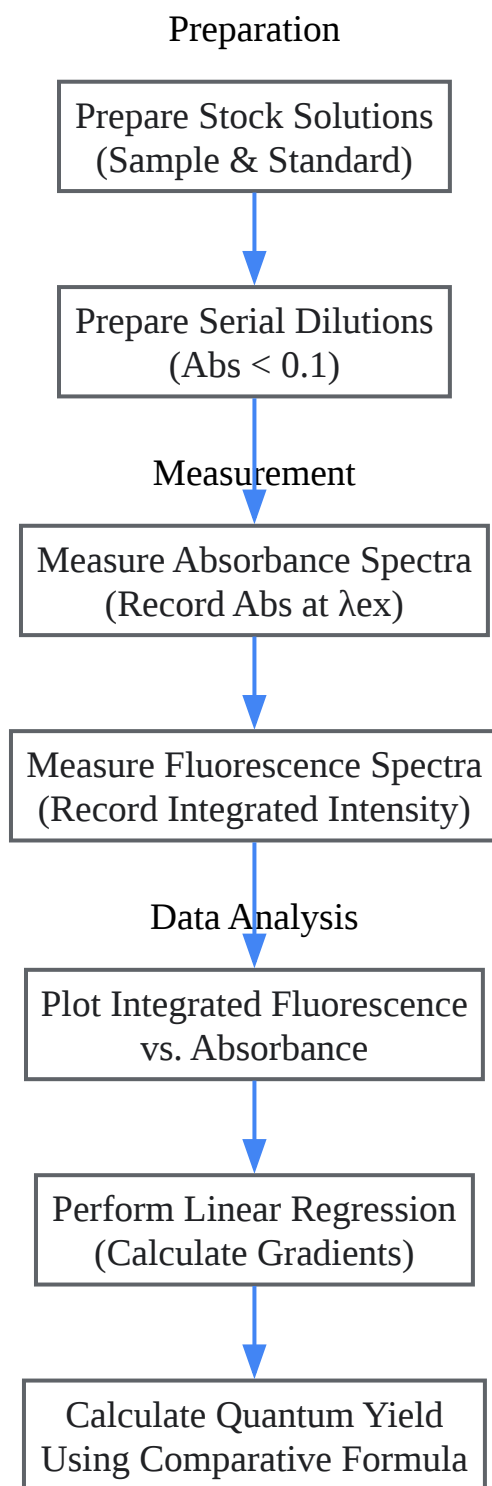 Preparation
Prepare Stock Solutions
(Sample & Standard)
Prepare Serial Dilutions
(Abs < 0.1)
Measurement
Measure Absorbance Spectra
(Record Abs at λex)
Measure Fluorescence Spectra
(Record Integrated Intensity)
Data Analysis
Plot Integrated Fluorescence
vs. Absorbance
Perform Linear Regression
(Calculate Gradients)
Calculate Quantum Yield
Using Comparative Formula